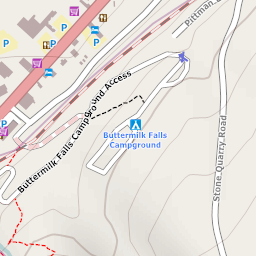 Pittman
Buttermilk Falls Campground Access
Buttermilk Falls
Campground
Stone Quarry Road
P
P
P
P
P